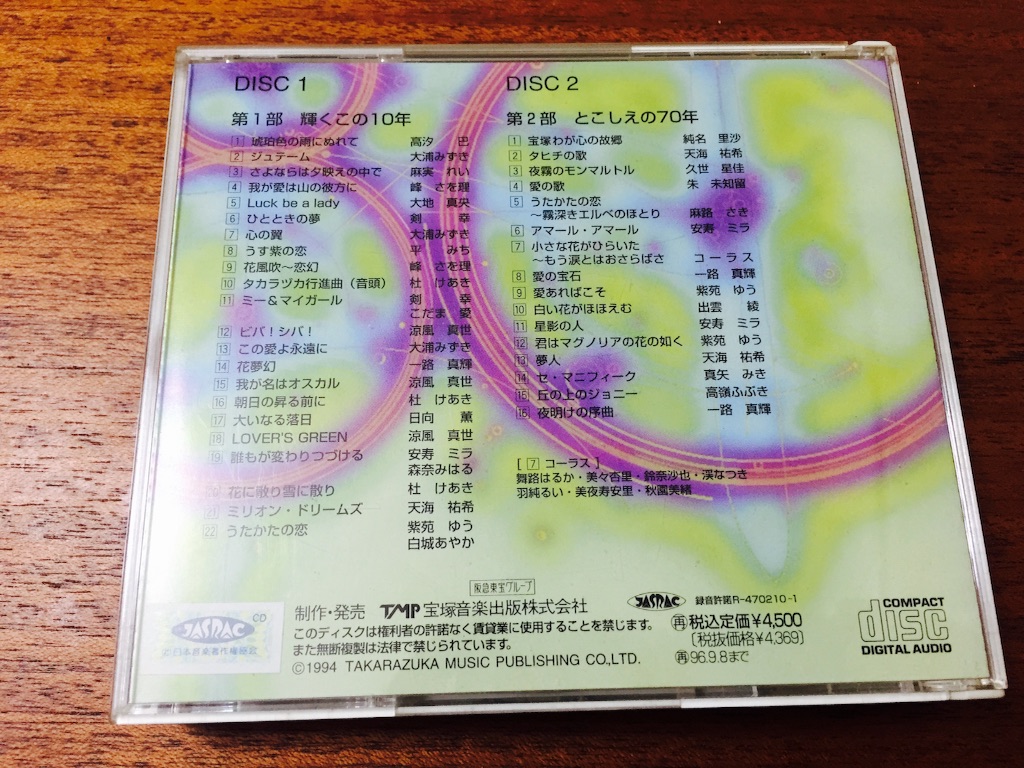 DISC 1
第1部 輝くこの10年
1 琥珀色の雨にぬれて 高汐 巴
2 ジュテーム 大浦みずき
3 さよならは夕映えの中で 麻実 れい
4 我が愛は山の彼方に 峰 さを理
5 Luck be a lady 大地 真央
6 ひとときの夢 剣 幸
7 心の翼 大浦みずき
8 うす紫の恋 平 みち
9 花風吹〜恋幻 峰 さを理
10 タカラヅカ行進曲（音頭） 杜 けあき
11 ミー＆マイガール 剣 幸
こだま 愛
12 ビバ！シバ！ 涼風 真世
13 この愛よ永遠に 大浦みずき
14 花夢幻 一路 真輝
15 我が名はオスカル 涼風 真世
16 朝日の昇る前に 杜 けあき
17 大いなる落日 日向 薫
18 LOVER'S GREEN 涼風 真世
19 誰もが変わりつづける 安寿 ミラ
森奈みはる
20 花に散り雪に散り 杜 けあき
21 ミリオン・ドリームズ 天海 祐希
22 うたかたの恋 紫苑 ゆう
白城あやか
DISC 2
第2部 とこしえの70年
1 宝塚わが心の故郷 純名 里沙
2 タヒチの歌 天海 祐希
3 夜霧のモンマルトル 久世 星佳
4 愛の歌 朱 未知留
5 うたかたの恋
〜霧深きエルベのほとり 麻路 さき
6 アマール・アマール 安寿 ミラ
7 小さな花がひらいた
〜もう涙とはおさらばさ コーラス
8 愛の宝石 一路 真輝
9 愛あればこそ 紫苑 ゆう
10 白い花がほほえむ 出雲 綾
11 星影の人 安寿 ミラ
12 君はマグノリアの花の如く 紫苑 ゆう
13 夢人 天海 祐希
14 セ・マニフィーク 真矢 みき
15 丘の上のジョニー 高嶺ふぶき
16 夜明けの序曲 一路 真輝
[ 7 コーラス ]
舞路はるか・美々杏里・鈴奈沙也・渓なつき
羽純るい・美夜寿安里・秋園美緒
阪急東宝グループ
制作・発売 TMP 宝塚音楽出版株式会社
このディスクは権利者の許諾なく賃貸業に使用することを禁じます。
また無断複製は法律で禁じられています。
©1994 TAKARAZUKA MUSIC PUBLISHING CO.,LTD.
JASRAC 録音許諾R-470210-1
再税込定価¥4,500
〔税抜価格¥4,369〕
再96.9.8まで
COMPACT
disc
DIGITAL AUDIO
CD
JASRAC
日本音楽著作権協会